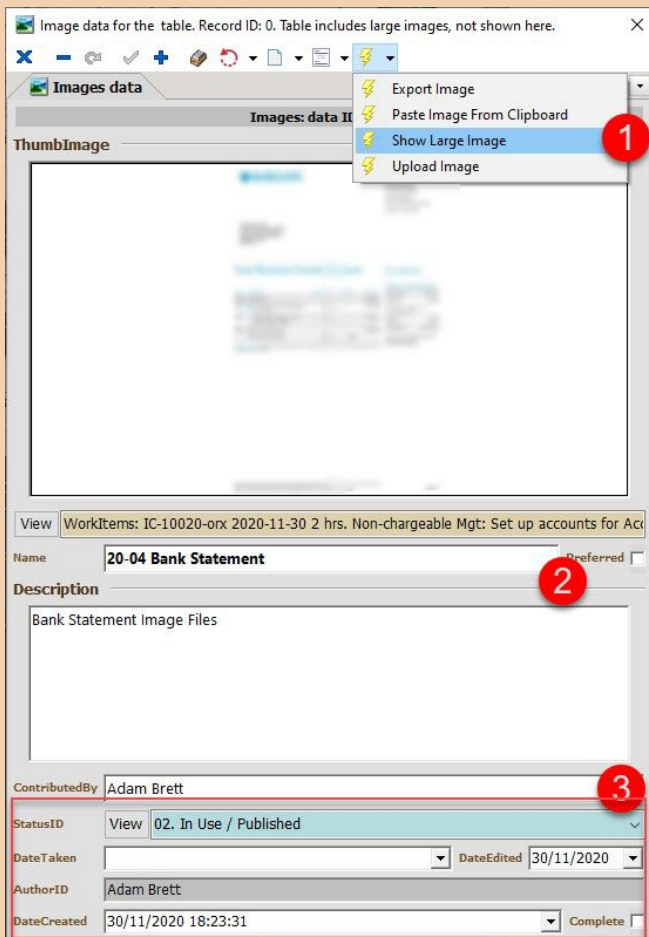 Image data for the table. Record ID: 0. Table includes large images, not shown here.
Images data
Export Image
Paste Image From Clipboard
Show Large Image
1
Upload Image
Images: data
ThumbImage
View WorkItems: IC-10020-orx 2020-11-30 2 hrs. Non-chargeable Mgt: Set up accounts for
Name 20-04 Bank Statement Preferred
2
Description
Bank Statement Image Files
ContributedBy Adam Brett
3
StatusID View 02. In Use / Published
DateTaken DateEdited 30/11/2020
AuthorID Adam Brett
DateCreated 30/11/2020 18:23:31 Complete